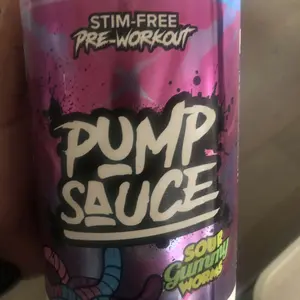 STIM-FREE
PRE-WORKOUT
PUMP
SAUCE
SOUR
Gummy
WORMS